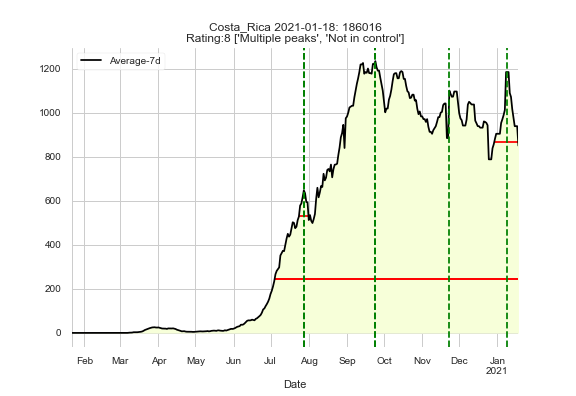 Costa_Rica 2021-01-18: 186016
Rating:8 ['Multiple peaks', 'Not in control']
Average-7d
1200
1000
800
600
400
200
0
Feb Mar Apr May Jun Jul Aug Sep Oct Nov Dec Jan
2021
Date